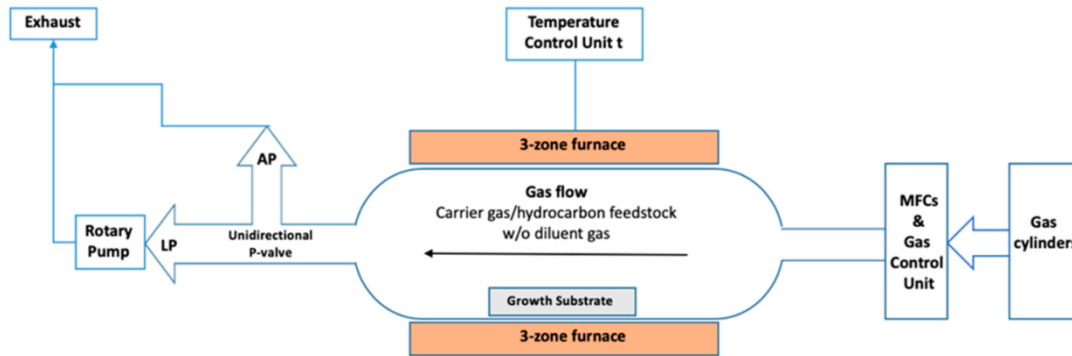 Exhaust
Temperature
Control Unit t
3-zone furnace
AP
Gas flow
Carrier gas/hydrocarbon feedstock
w/o diluent gas
MFCs
&
Gas
Control
Unit
Gas
cylinders
Rotary
Pump
LP
Unidirectional
P-valve
Growth Substrate
3-zone furnace